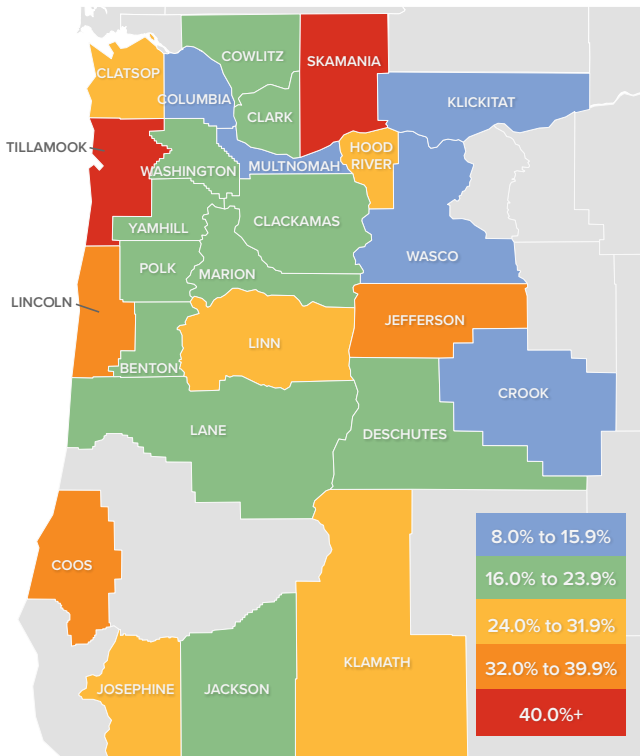 COWLITZ
SKAMANIA
CLATSOP
COLUMBIA
KLICKITAT
CLARK
TILLAMOOK
HOOD
RIVER
WASHINGTON
MULTNOMAH
CLACKAMAS
YAMHILL
WASCO
POLK
MARION
LINCOLN
JEFFERSON
LINN
BENTON
CROOK
LANE
DESCHUTES
COOS
KLAMATH
JOSEPHINE
JACKSON
8.0% to 15.9%
16.0% to 23.9%
24.0% to 31.9%
32.0% to 39.9%
40.0%+